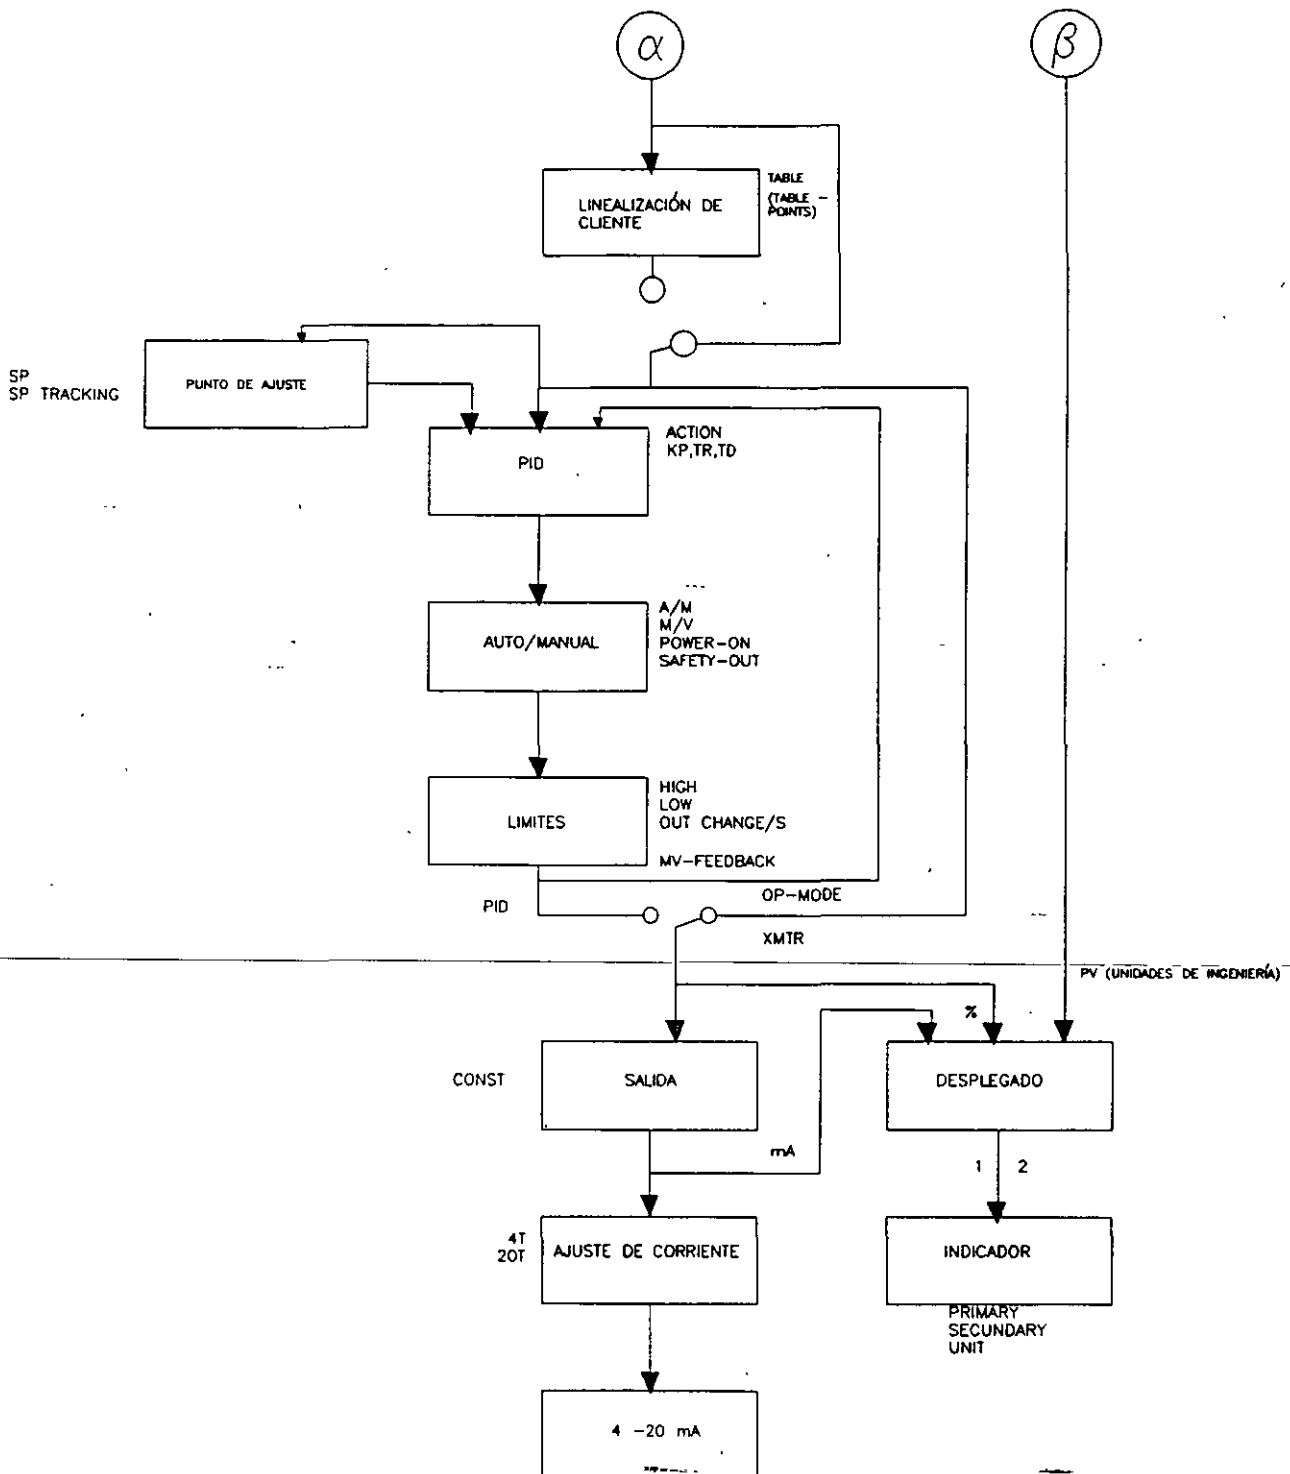 α
β
LINEALIZACIÓN DE
CLIENTE
TABLE
(TABLE -
POINTS)
SP
SP TRACKING
PUNTO DE AJUSTE
PID
ACTION
KP,TR,TD
AUTO/MANUAL
A/M
M/V
POWER-ON
SAFETY-OUT
LIMITES
HIGH
LOW
OUT CHANGE/S
MV-FEEDBACK
PID
OP-MODE
XMTR
PV (UNIDADES DE INGENIERÍA)
%
CONST
SALIDA
DESPLEGADO
mA
1
2
4T
20T
AJUSTE DE CORRIENTE
INDICADOR
PRIMARY
SECUNDARY
UNIT
4 -20 mA